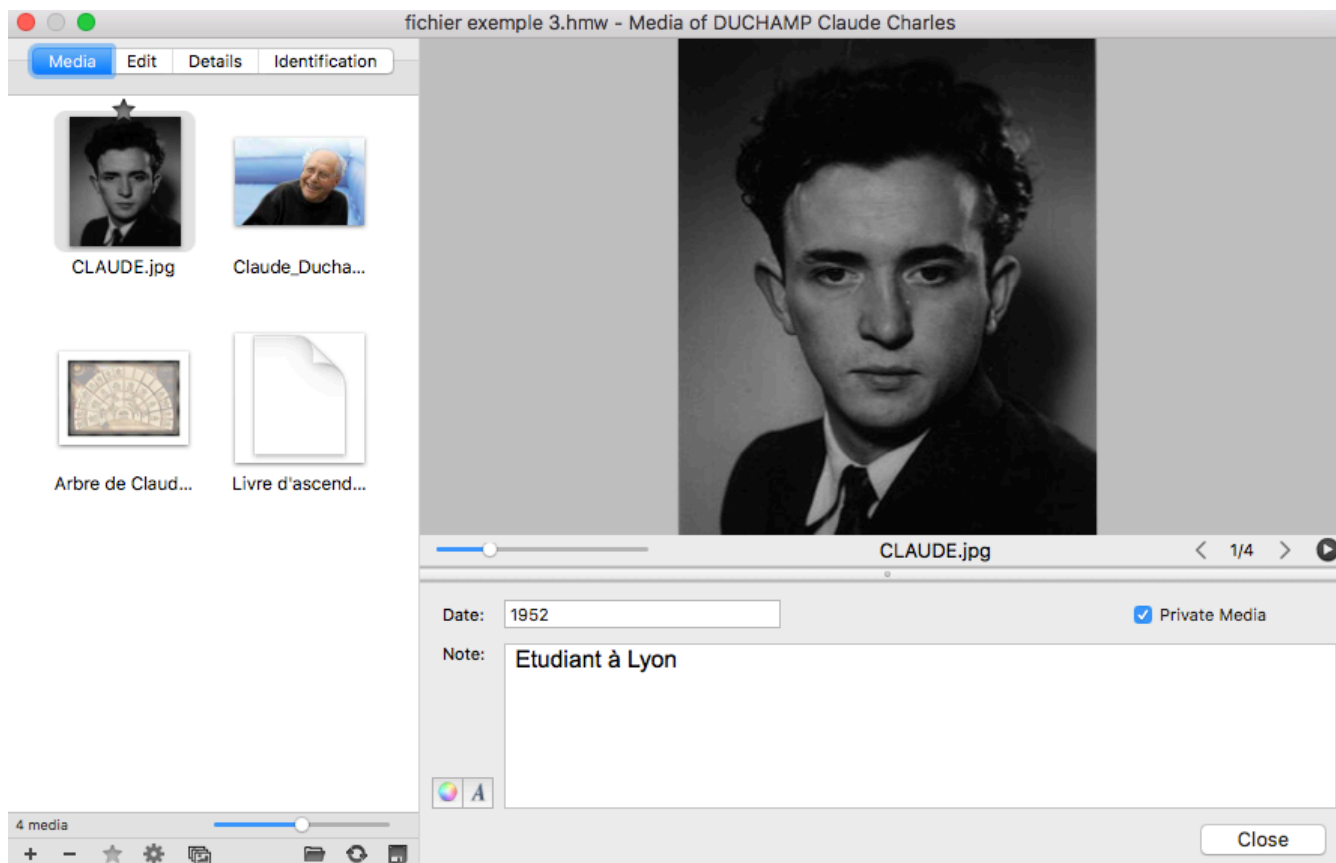 fichier exemple 3.hmw - Media of DUCHAMP Claude Charles
Media Edit Details Identification
CLAUDE.jpg Claude_Ducha...
Arbre de Claud... Livre d'ascend...
4 media
CLAUDE.jpg 1/4
Date: 1952 Private Media
Note: Etudiant à Lyon
A
Close